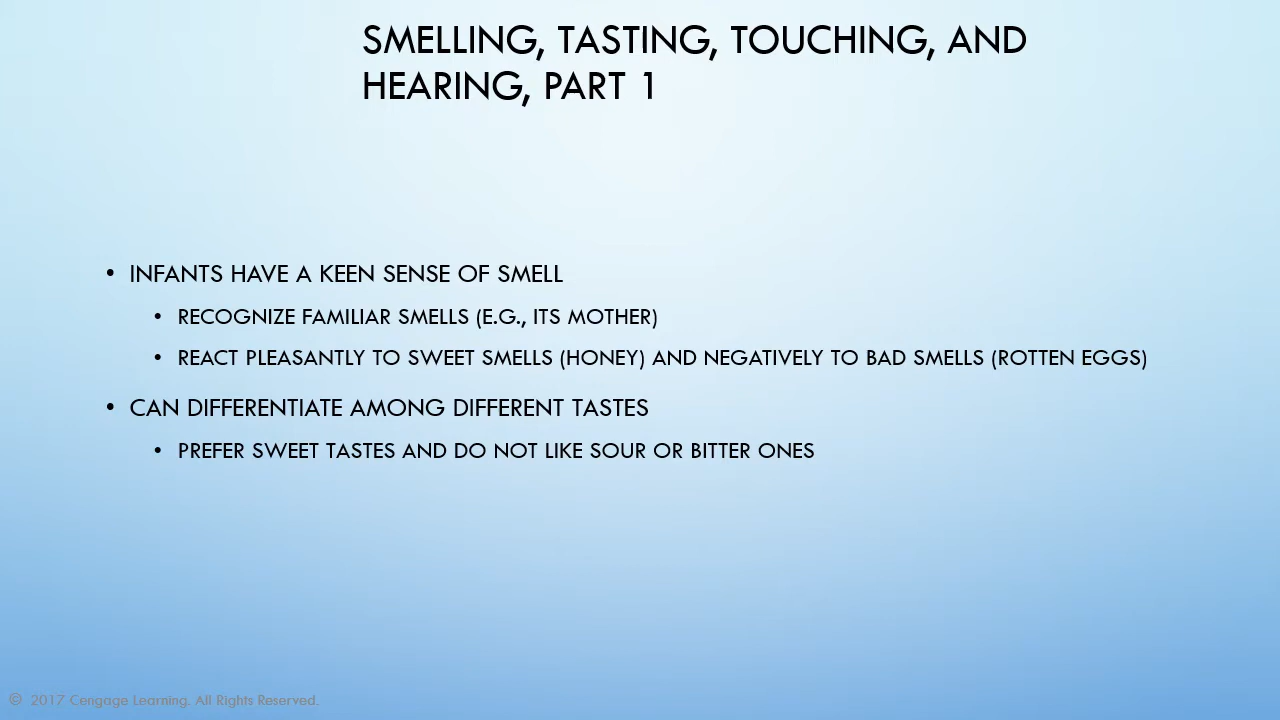 SMELLING, TASTING, TOUCHING, AND
HEARING, PART 1
• INFANTS HAVE A KEEN SENSE OF SMELL
• RECOGNIZE FAMILIAR SMELLS (E.G., ITS MOTHER)
• REACT PLEASANTLY TO SWEET SMELLS (HONEY) AND NEGATIVELY TO BAD SMELLS (ROTTEN EGGS)
• CAN DIFFERENTIATE AMONG DIFFERENT TASTES
• PREFER SWEET TASTES AND DO NOT LIKE SOUR OR BITTER ONES
© 2017 Cengage Learning. All Rights Reserved.